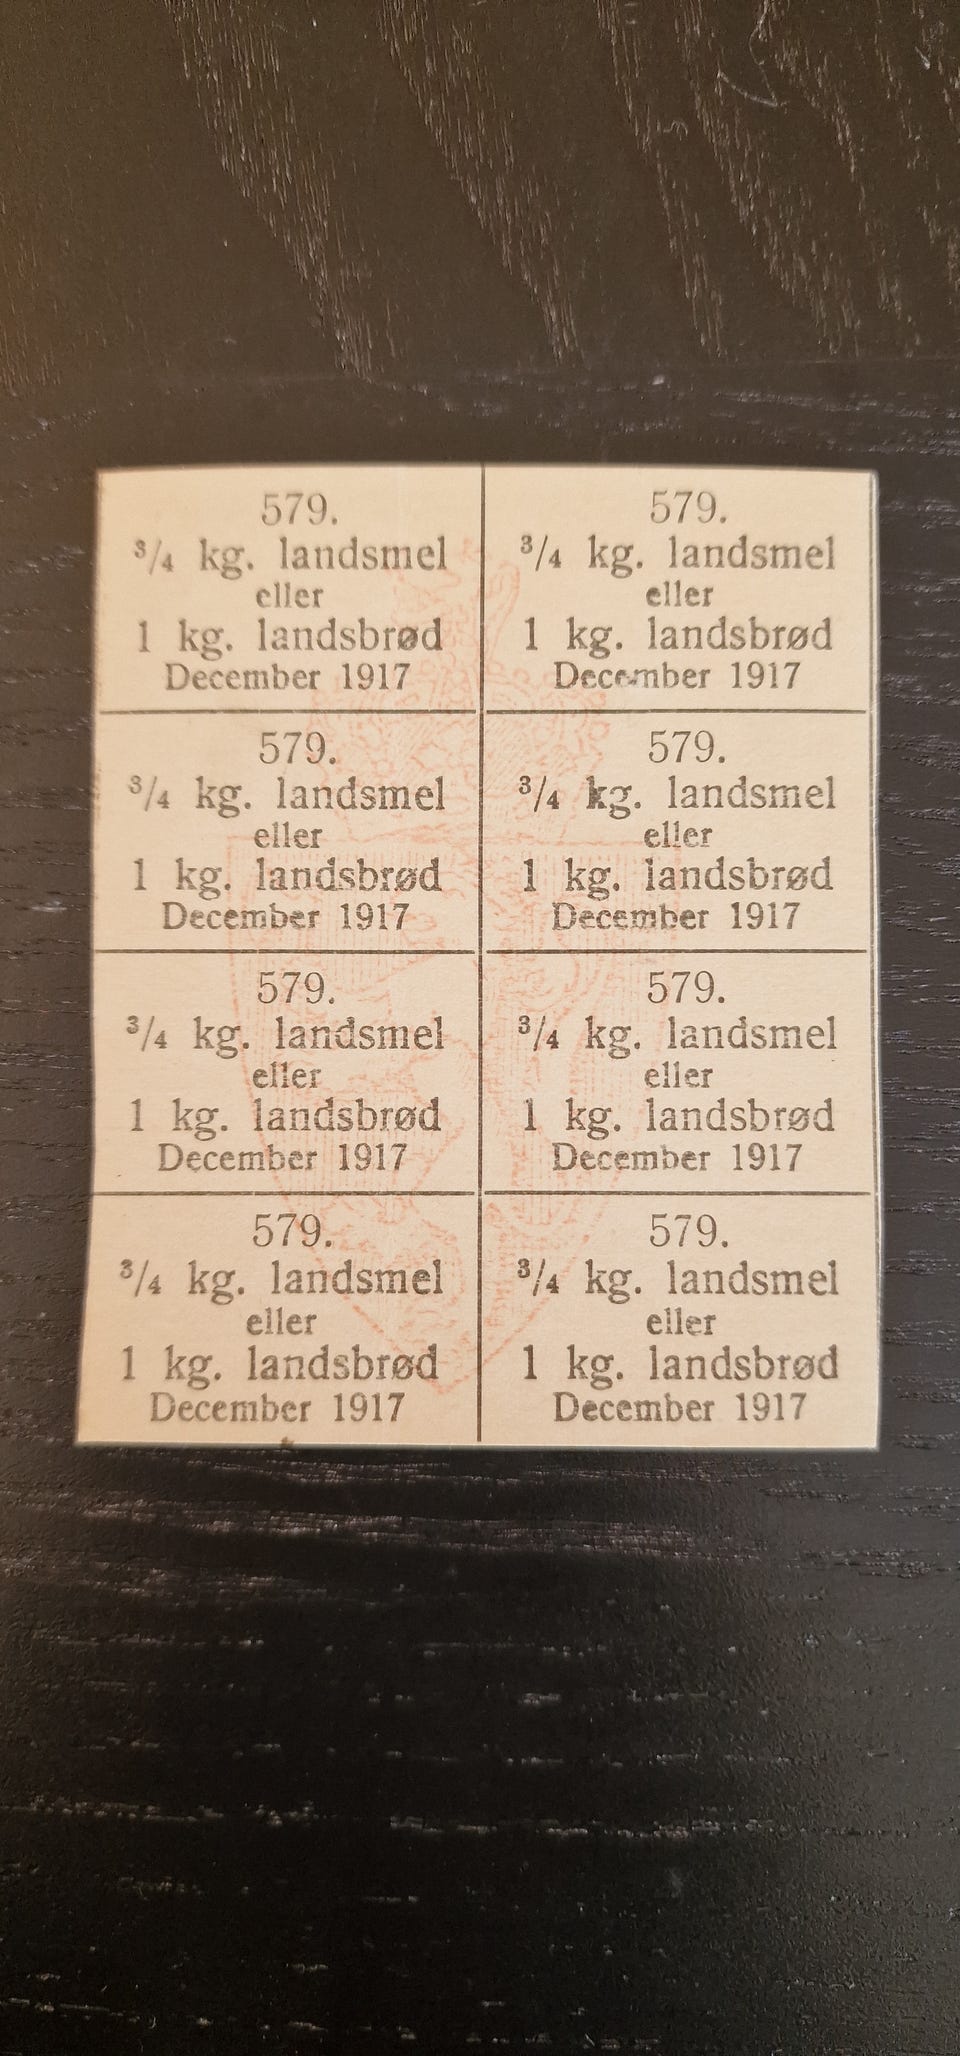 579.
3/4 kg. landsmel
eller
1 kg. landsbrød
December 1917
579.
3/4 kg. landsmel
eller
1 kg. landsbrød
December 1917
579.
3/4 kg. landsmel
eller
1 kg. landsbrød
December 1917
579.
3/4 kg. landsmel
eller
1 kg. landsbrød
December 1917
579.
3/4 kg. landsmel
eller
1 kg. landsbrød
December 1917
579.
3/4 kg. landsmel
eller
1 kg. landsbrød
December 1917
579.
3/4 kg. landsmel
eller
1 kg. landsbrød
December 1917
579.
3/4 kg. landsmel
eller
1 kg. landsbrød
December 1917